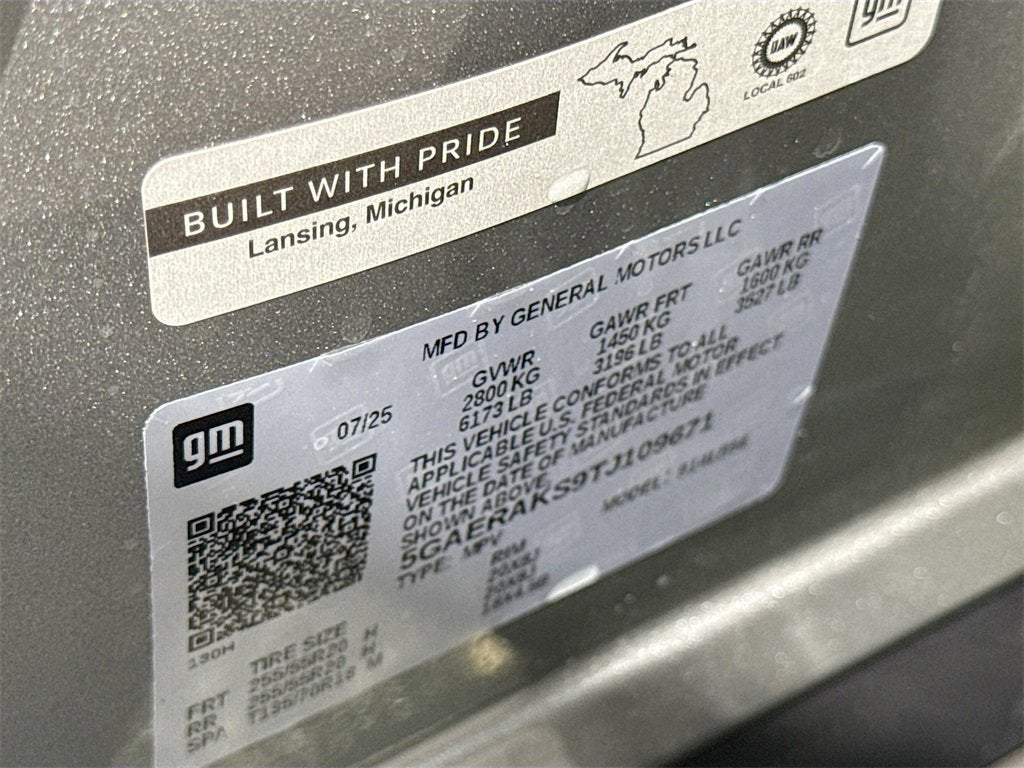 gm
UAW
LOCAL 602
BUILT WITH PRIDE
Lansing, Michigan
MFD BY GENERAL MOTORS LLC
gm
07/25
GVWR GAWR FRT GAWR RR
2800 KG 1450 KG 1600 KG
6173 LB 3196 LB 3527 LB
THIS VEHICLE CONFORMS TO ALL
APPLICABLE U.S. FEDERAL MOTOR
VEHICLE SAFETY STANDARDS IN EFFECT
ON THE DATE OF MANUFACTURE
SHOWN ABOVE.
5GAERAKS9TJ109671
TYPE: MPV MODEL:
130H
TIRE SIZE RIM
FRT 255/55R20 H
RR 255/55R20 H
SPA T135/70R18 M